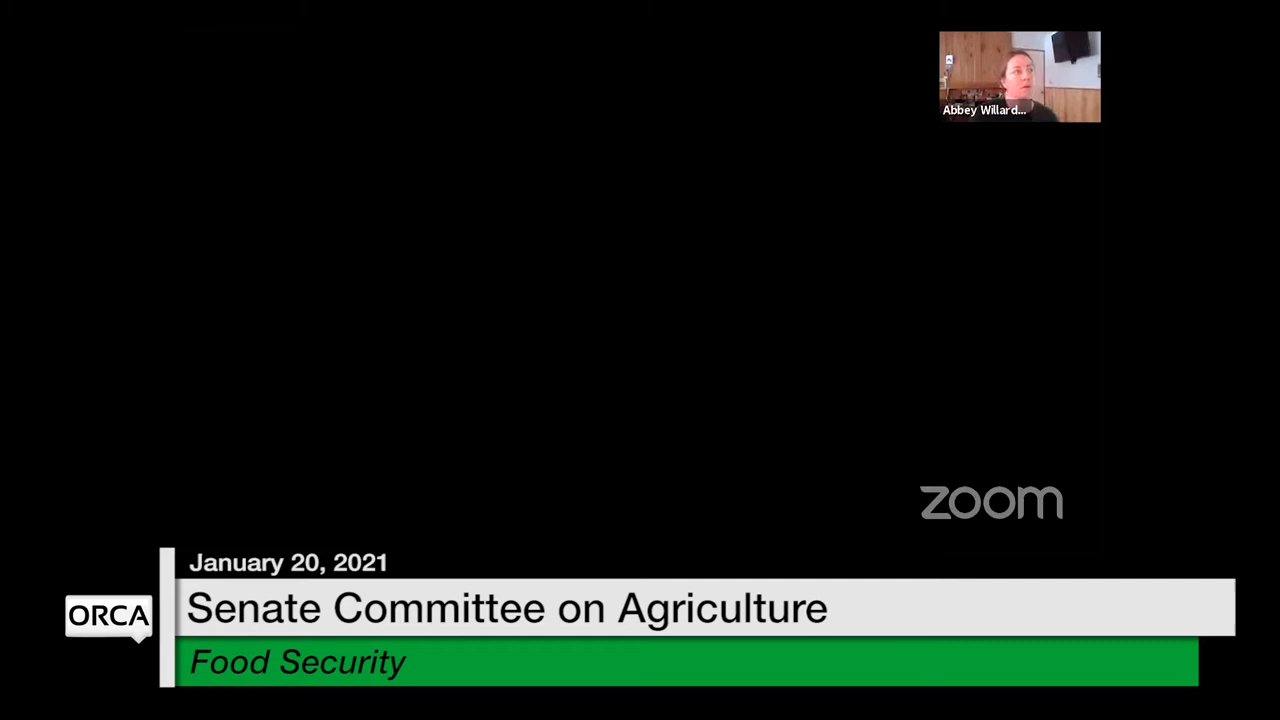 Abbey Willard...
zoom
January 20, 2021
Senate Committee on Agriculture
ORCA
Food Security